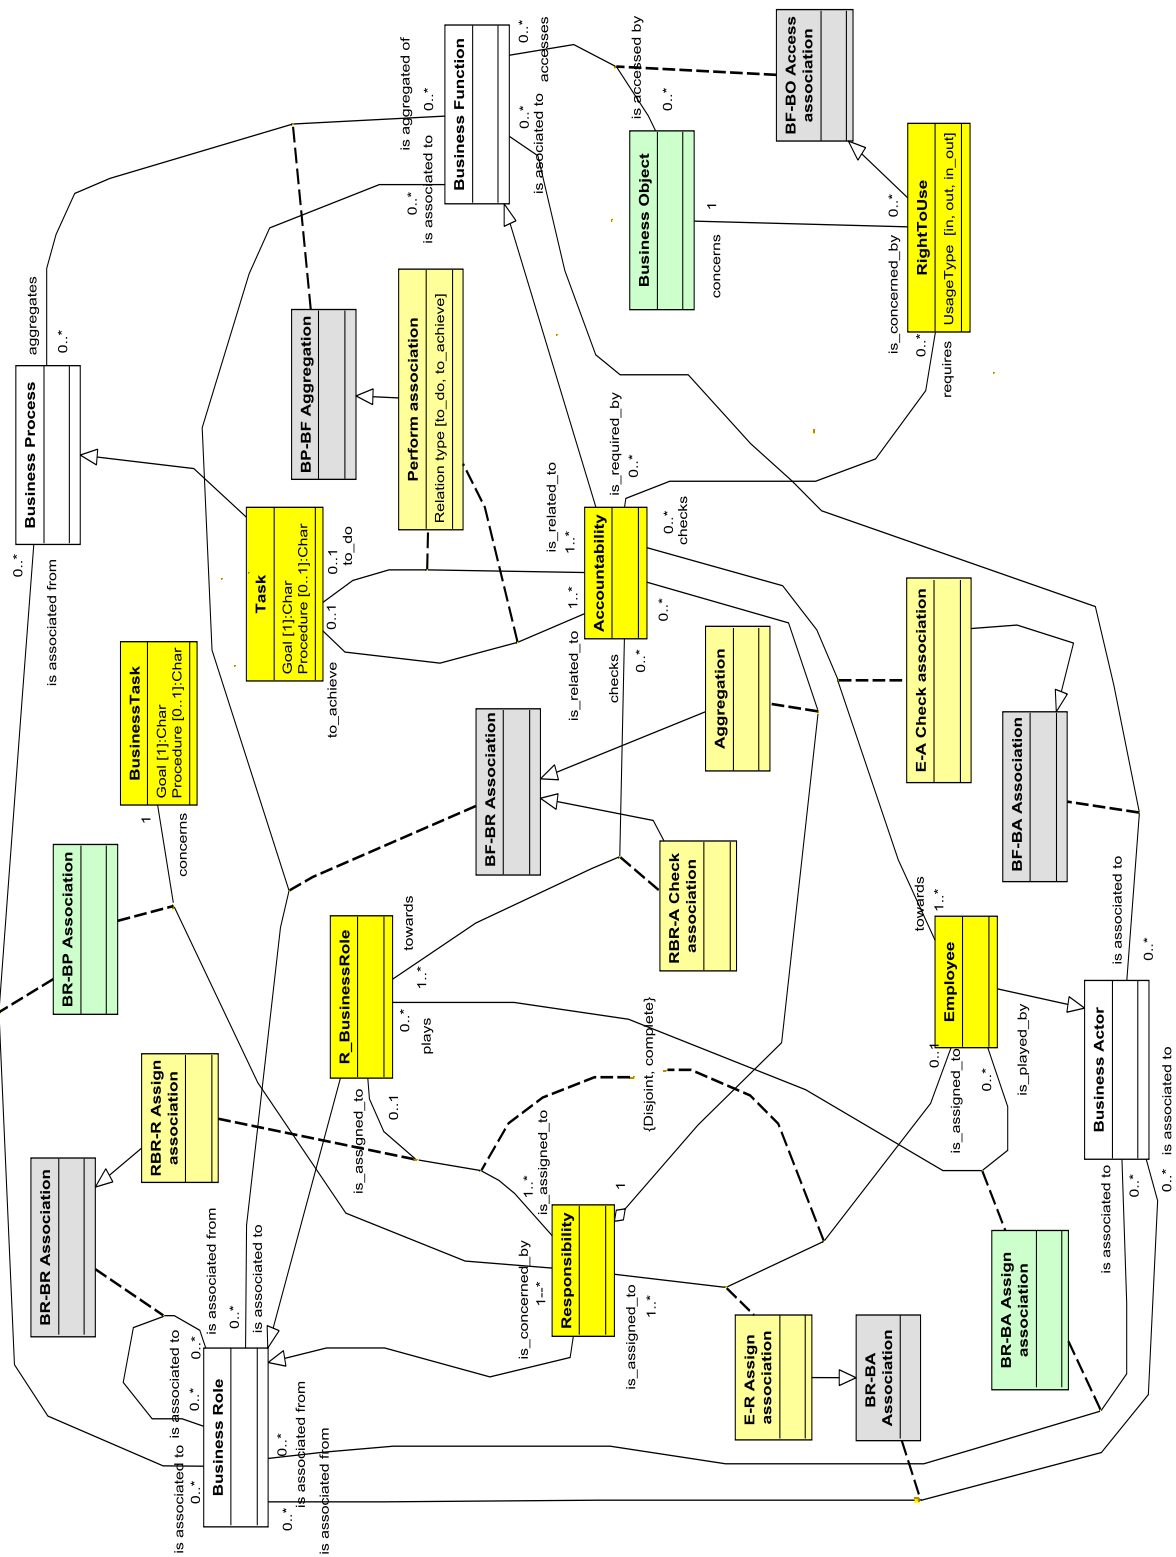 Business Process
aggregates
0..*
0..*
is associated from
Business Function
is aggregated of
0..*
0..*
is associated to
0..*
accesses
0..*
is associated to
BF-BO Access
association
is accessed by
0..*
Business Object
1
concerns
RightToUse
UsageType [in, out, in_out]
0..*
is_concerned_by
0..*
requires
BP-BF Aggregation
Perform association
Relation type [to_do, to_achieve]
Task
Goal [1]:Char
Procedure [0..1]:Char
0..1
to_do
0..1
to_achieve
BusinessTask
Goal [1]:Char
Procedure [0..1]:Char
1
concerns
Accountability
is_related_to
1..*
is_required_by
0..*
0..*
checks
1..*
is_related_to
checks
0..*
0..*
Aggregation
E-A Check association
BF-BA Association
BF-BR Association
RBR-A Check
association
BR-BP Association
R_BusinessRole
towards
1..*
0..*
plays
is_assigned_to
0..1
{Disjoint, complete}
Employee
towards
1..*
0..1
is_assigned_to
0..*
is_played_by
Business Actor
is associated to
0..*
is associated to
0..*
0..*
is associated to
RBR-R Assign
association
BR-BR Association
Responsibility
1..*
is_assigned_to
1
is_concerned_by
1--*
is_assigned_to
1..*
E-R Assign
association
BR-BA
Association
BR-BA Assign
association
Business Role
is associated from
0..*
is associated to
0..*
is associated to
0..*
is associated to
0..*
0..*
is associated from
0..*
is associated from